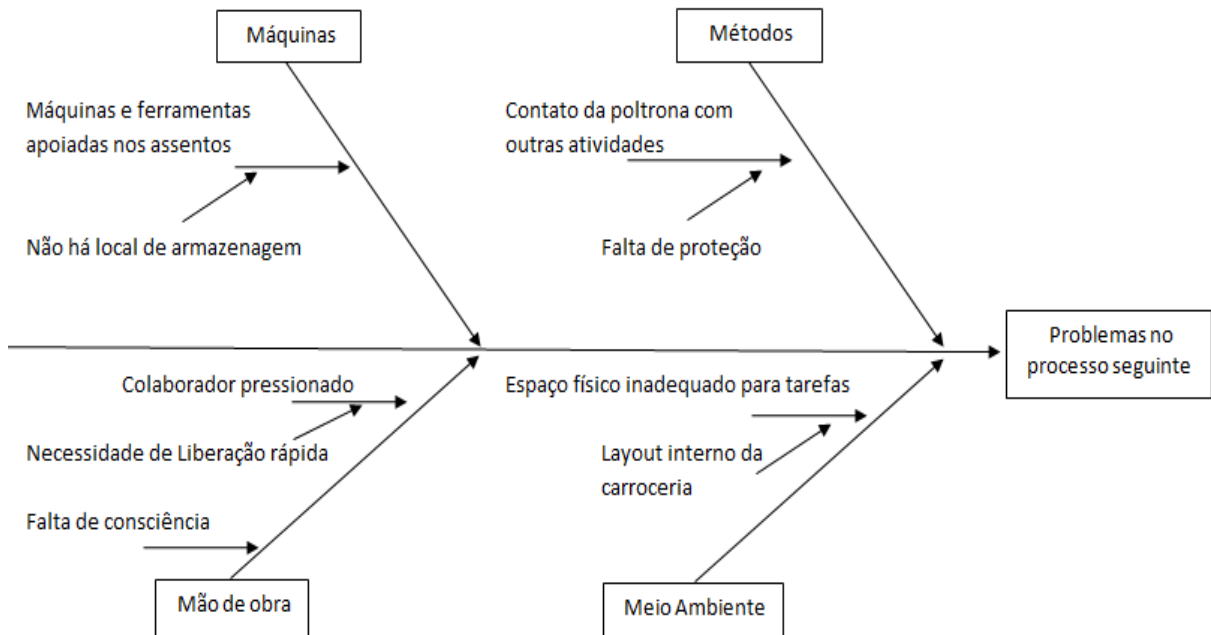 Máquinas
Métodos
Máquinas e ferramentas
apoiadas nos assentos
Contato da poltrona com
outras atividades
Não há local de armazenagem
Falta de proteção
Problemas no
processo seguinte
Colaborador pressionado
Espaço físico inadequado para tarefas
Necessidade de Liberação rápida
Layout interno da
carroceria
Falta de consciência
Mão de obra
Meio Ambiente